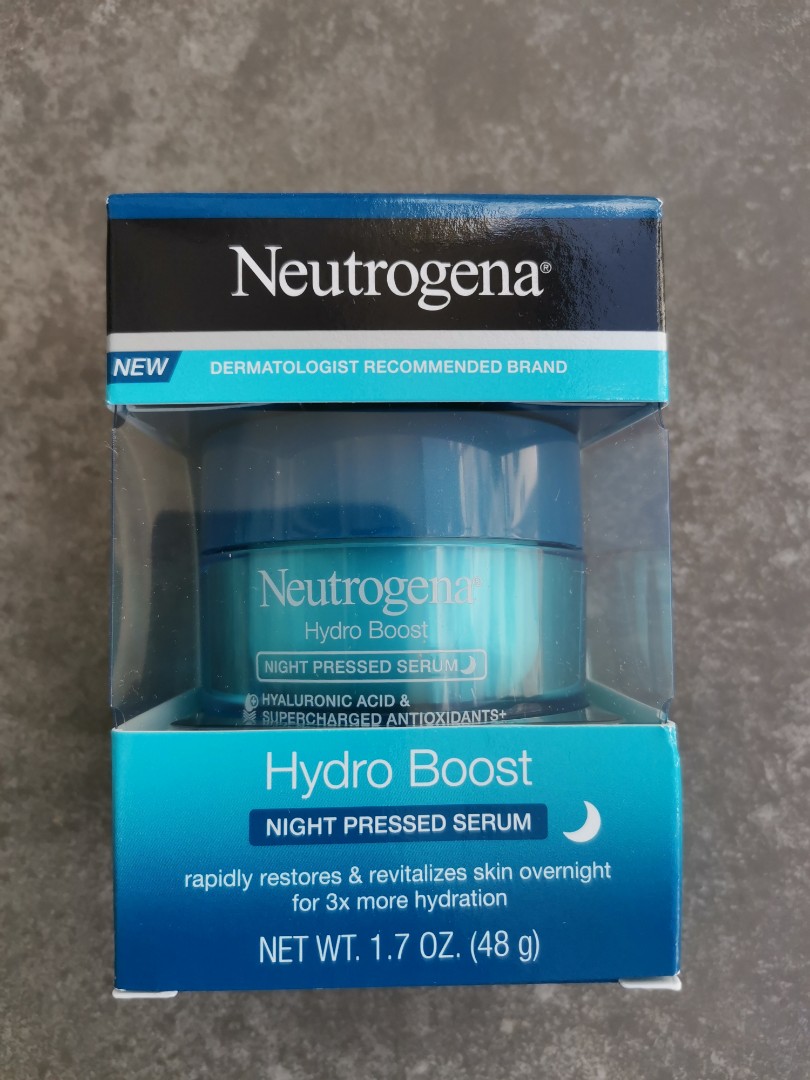 Neutrogena®
NEW
DERMATOLOGIST RECOMMENDED BRAND
Neutrogena®
Hydro Boost
NIGHT PRESSED SERUM
HYALURONIC ACID &
SUPERCHARGED ANTIOXIDANTS+
Hydro Boost
NIGHT PRESSED SERUM
rapidly restores & revitalizes skin overnight
for 3x more hydration
NET WT. 1.7 OZ. (48 g)